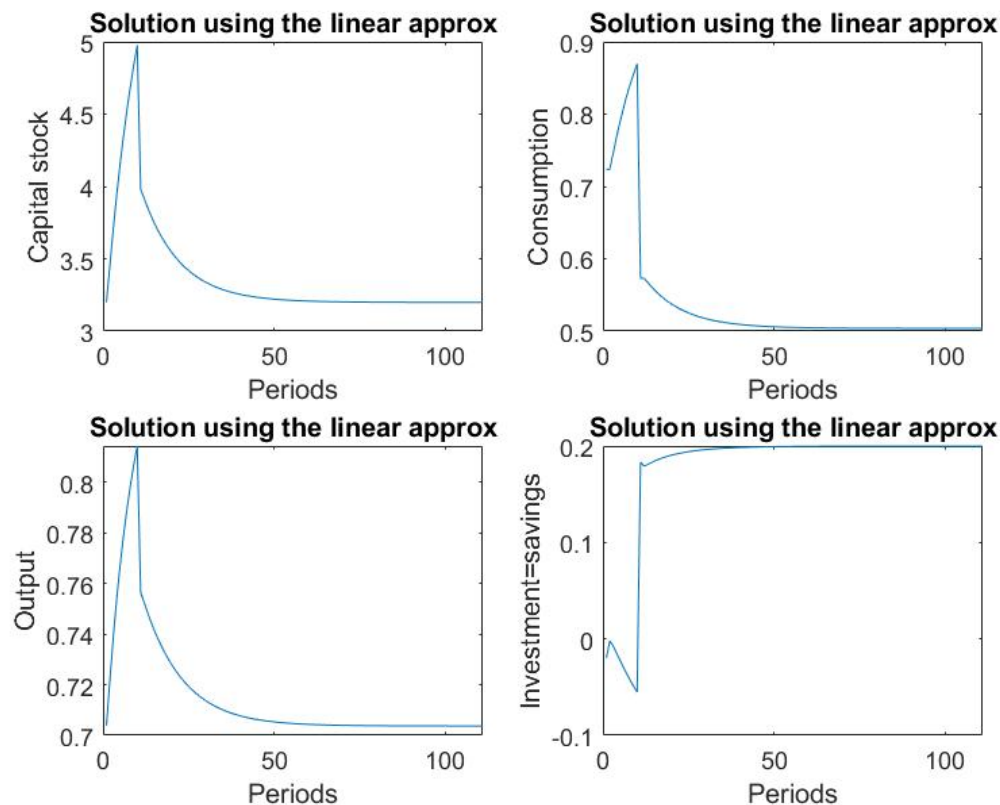 Solution using the linear approx
5
4.5
4
3.5
3
Capital stock
0
50
100
Periods
Solution using the linear approx
0.9
0.8
0.7
0.6
0.5
Consumption
0
50
100
Periods
Solution using the linear approx
0.8
0.78
0.76
0.74
0.72
0.7
Output
0
50
100
Periods
Solution using the linear approx
0.2
0.1
0
-0.1
Investment=savings
0
50
100
Periods